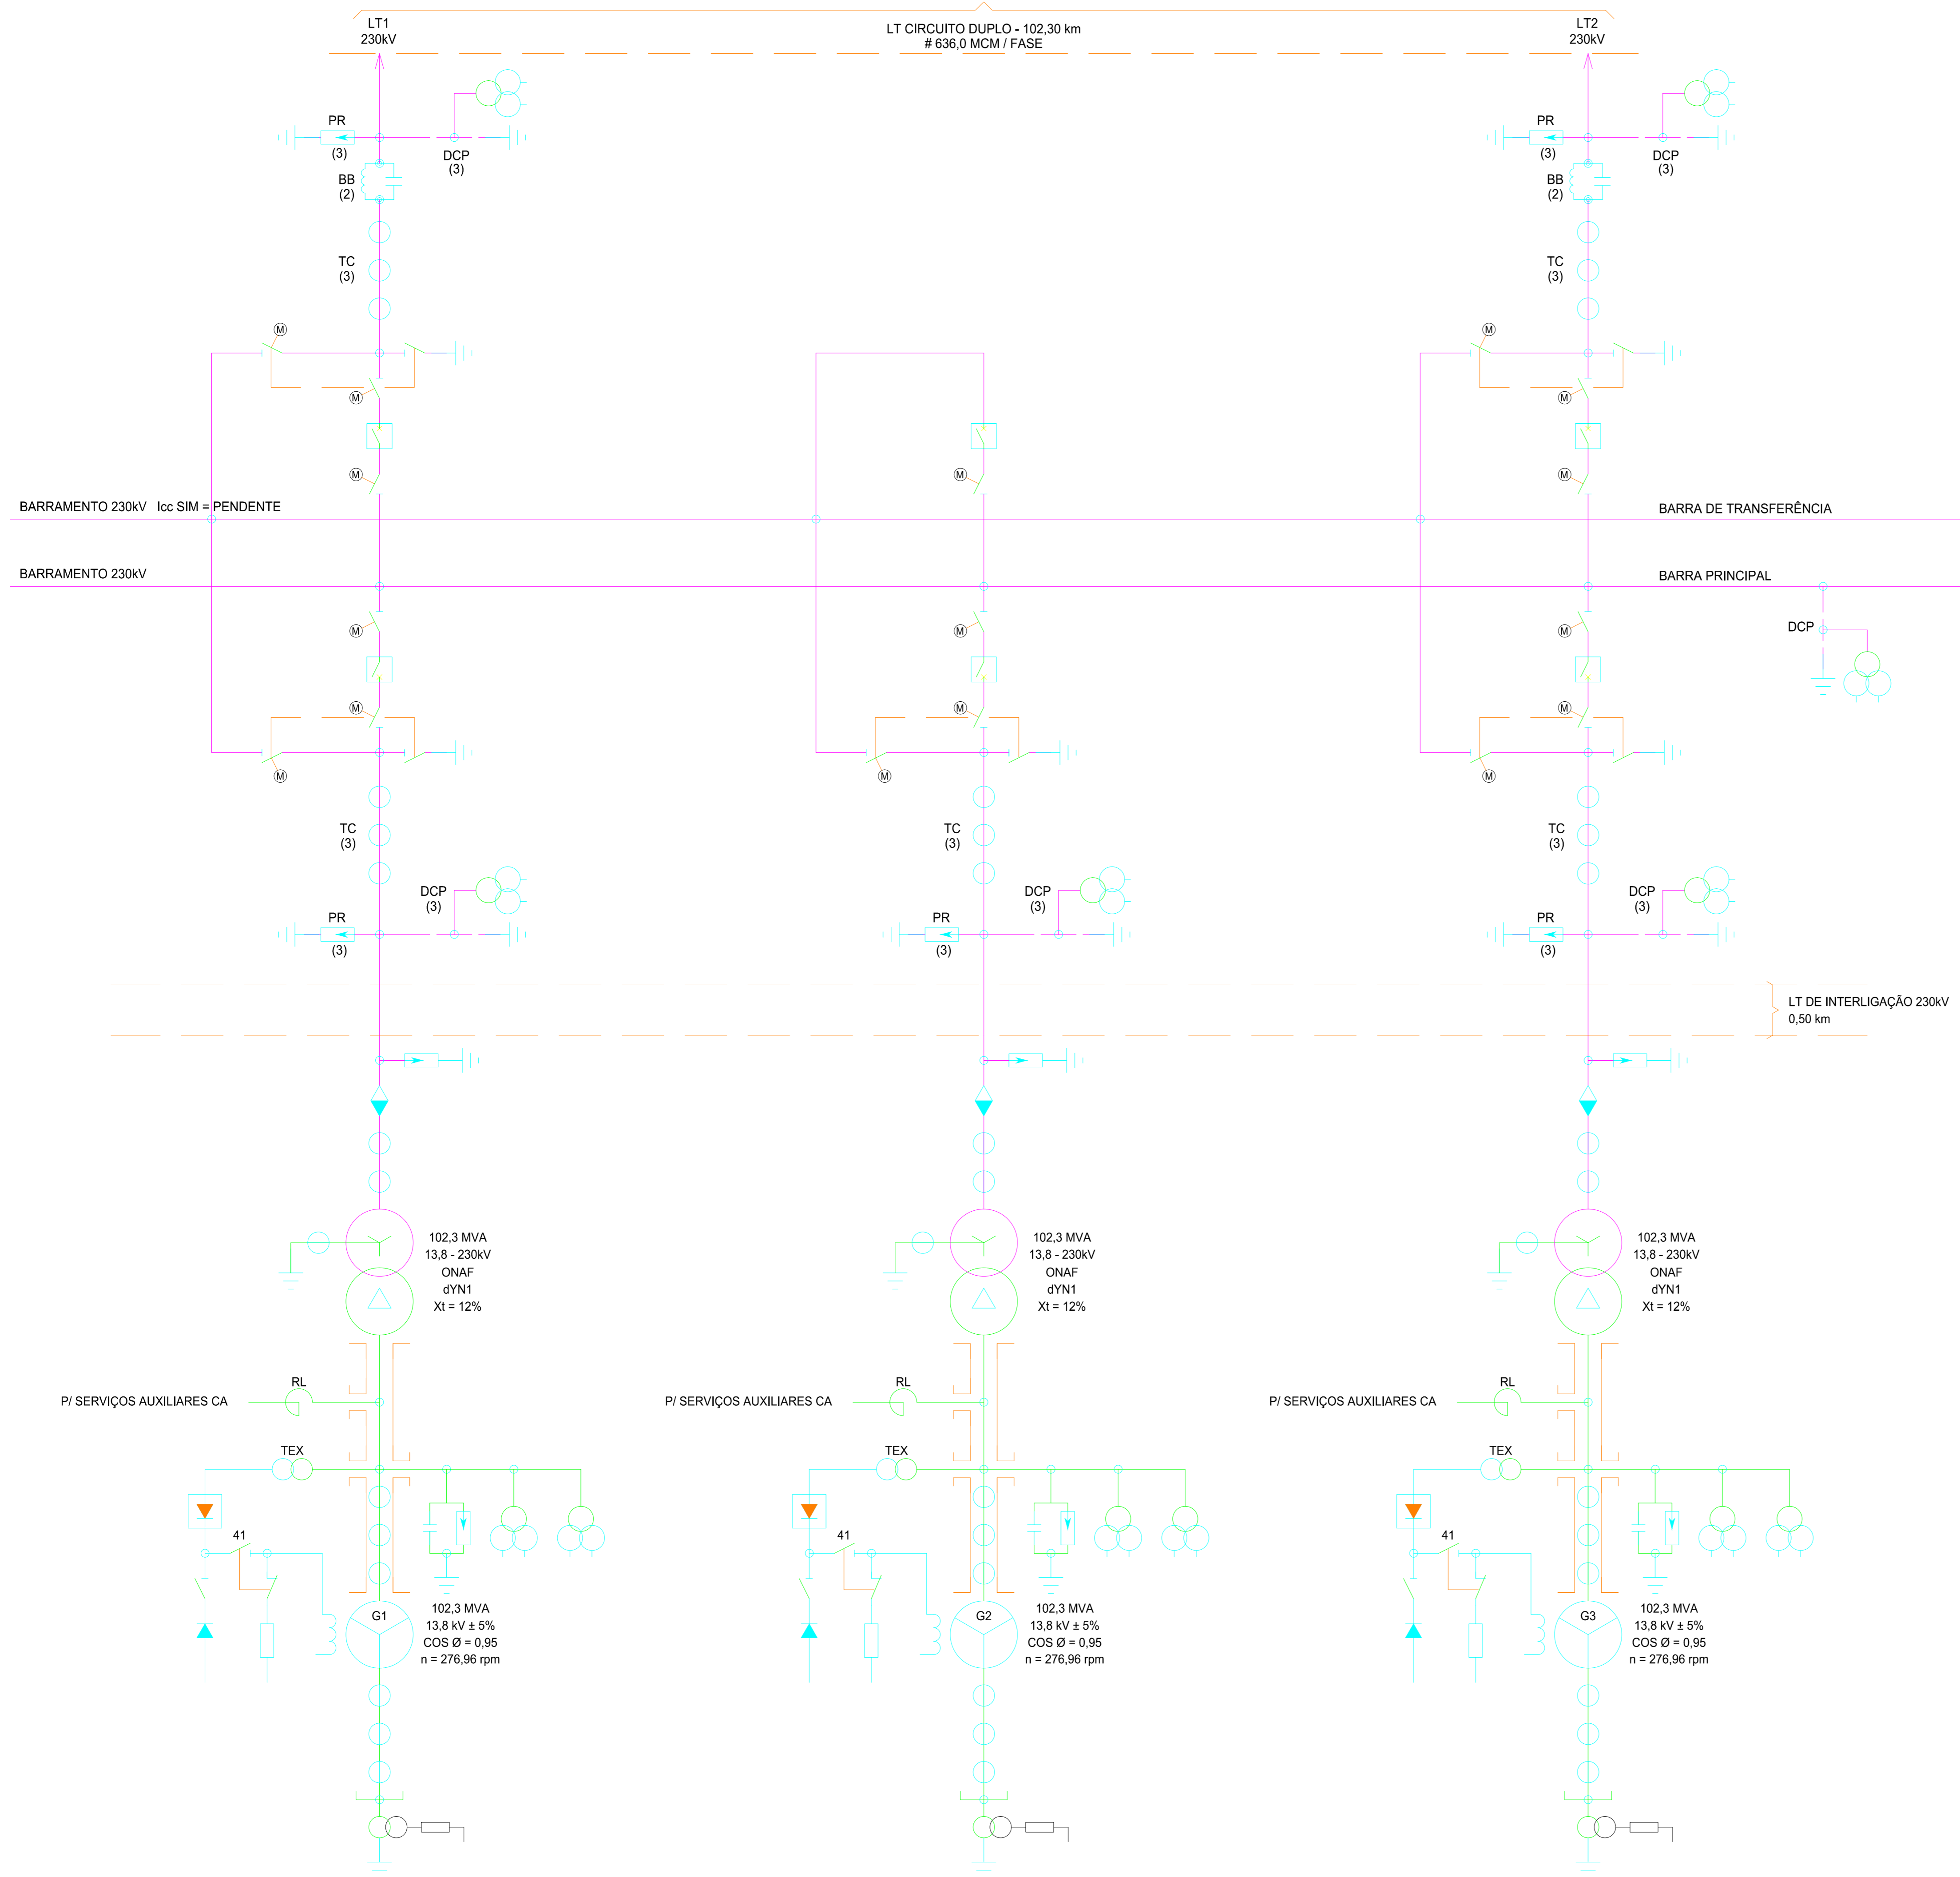 LT1
230kV
LT CIRCUITO DUPLO - 102,30 km
# 636,0 MCM / FASE
LT2
230kV
PR
(3)
DCP
(3)
PR
(3)
DCP
(3)
BB
(2)
BB
(2)
TC
(3)
TC
(3)
M
M
M
M
M
M
M
BARRAMENTO 230kV Icc SIM = PENDENTE
BARRA DE TRANSFERÊNCIA
BARRAMENTO 230kV
BARRA PRINCIPAL
DCP
M
M
M
M
M
M
M
M
M
TC
(3)
TC
(3)
TC
(3)
DCP
(3)
DCP
(3)
DCP
(3)
PR
(3)
PR
(3)
PR
(3)
LT DE INTERLIGAÇÃO 230kV
0,50 km
102,3 MVA
13,8 - 230kV
ONAF
dYN1
Xt = 12%
102,3 MVA
13,8 - 230kV
ONAF
dYN1
Xt = 12%
102,3 MVA
13,8 - 230kV
ONAF
dYN1
Xt = 12%
RL
P/ SERVIÇOS AUXILIARES CA
RL
P/ SERVIÇOS AUXILIARES CA
RL
P/ SERVIÇOS AUXILIARES CA
TEX
TEX
TEX
41
41
41
G1
102,3 MVA
13,8 kV ± 5%
COS Ø = 0,95
n = 276,96 rpm
G2
102,3 MVA
13,8 kV ± 5%
COS Ø = 0,95
n = 276,96 rpm
G3
102,3 MVA
13,8 kV ± 5%
COS Ø = 0,95
n = 276,96 rpm